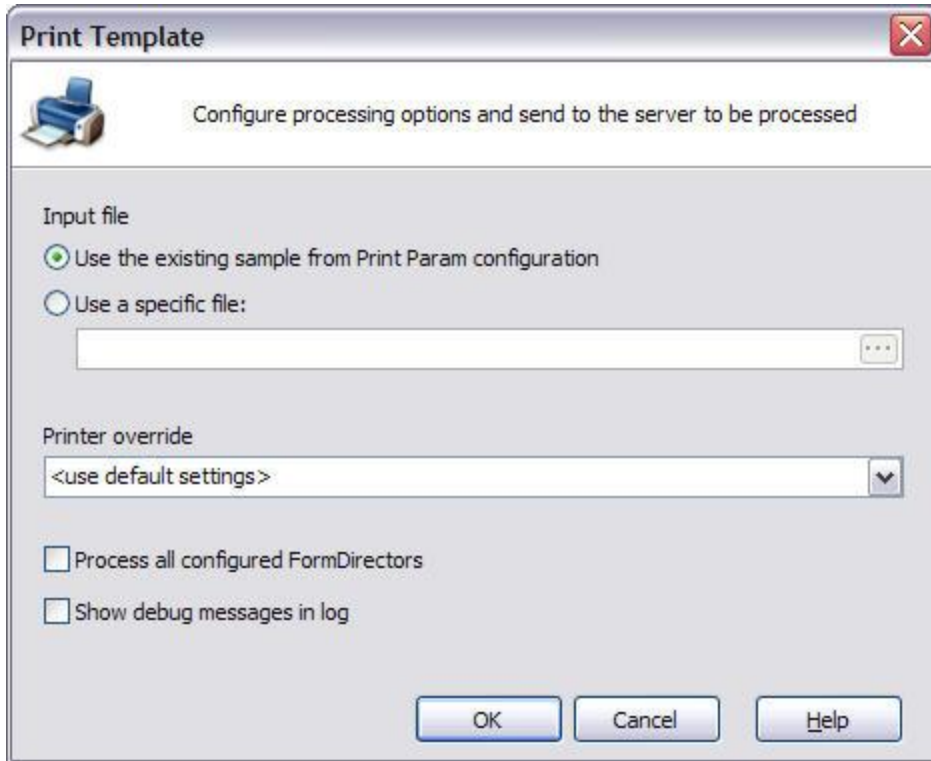 Print Template
Configure processing options and send to the server to be processed
Input file
Use the existing sample from Print Param configuration
Use a specific file:
...
Printer override
<use default settings>
Process all configured FormDirectors
Show debug messages in log
OK
Cancel
Help